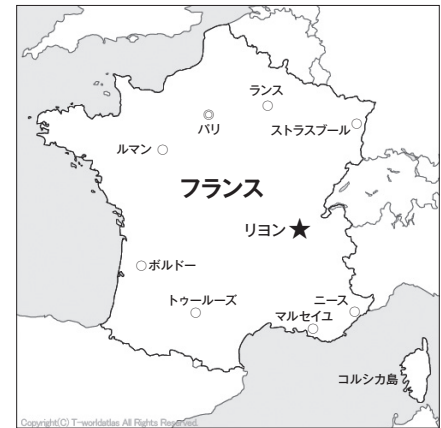 ランス
パリ
ストラスブール
ルマン
フランス
リヨン
ボルドー
トゥールーズ
ニース
マルセイユ
コルシカ島
Copyright(C) T-worldatlas All Rights Reserved.